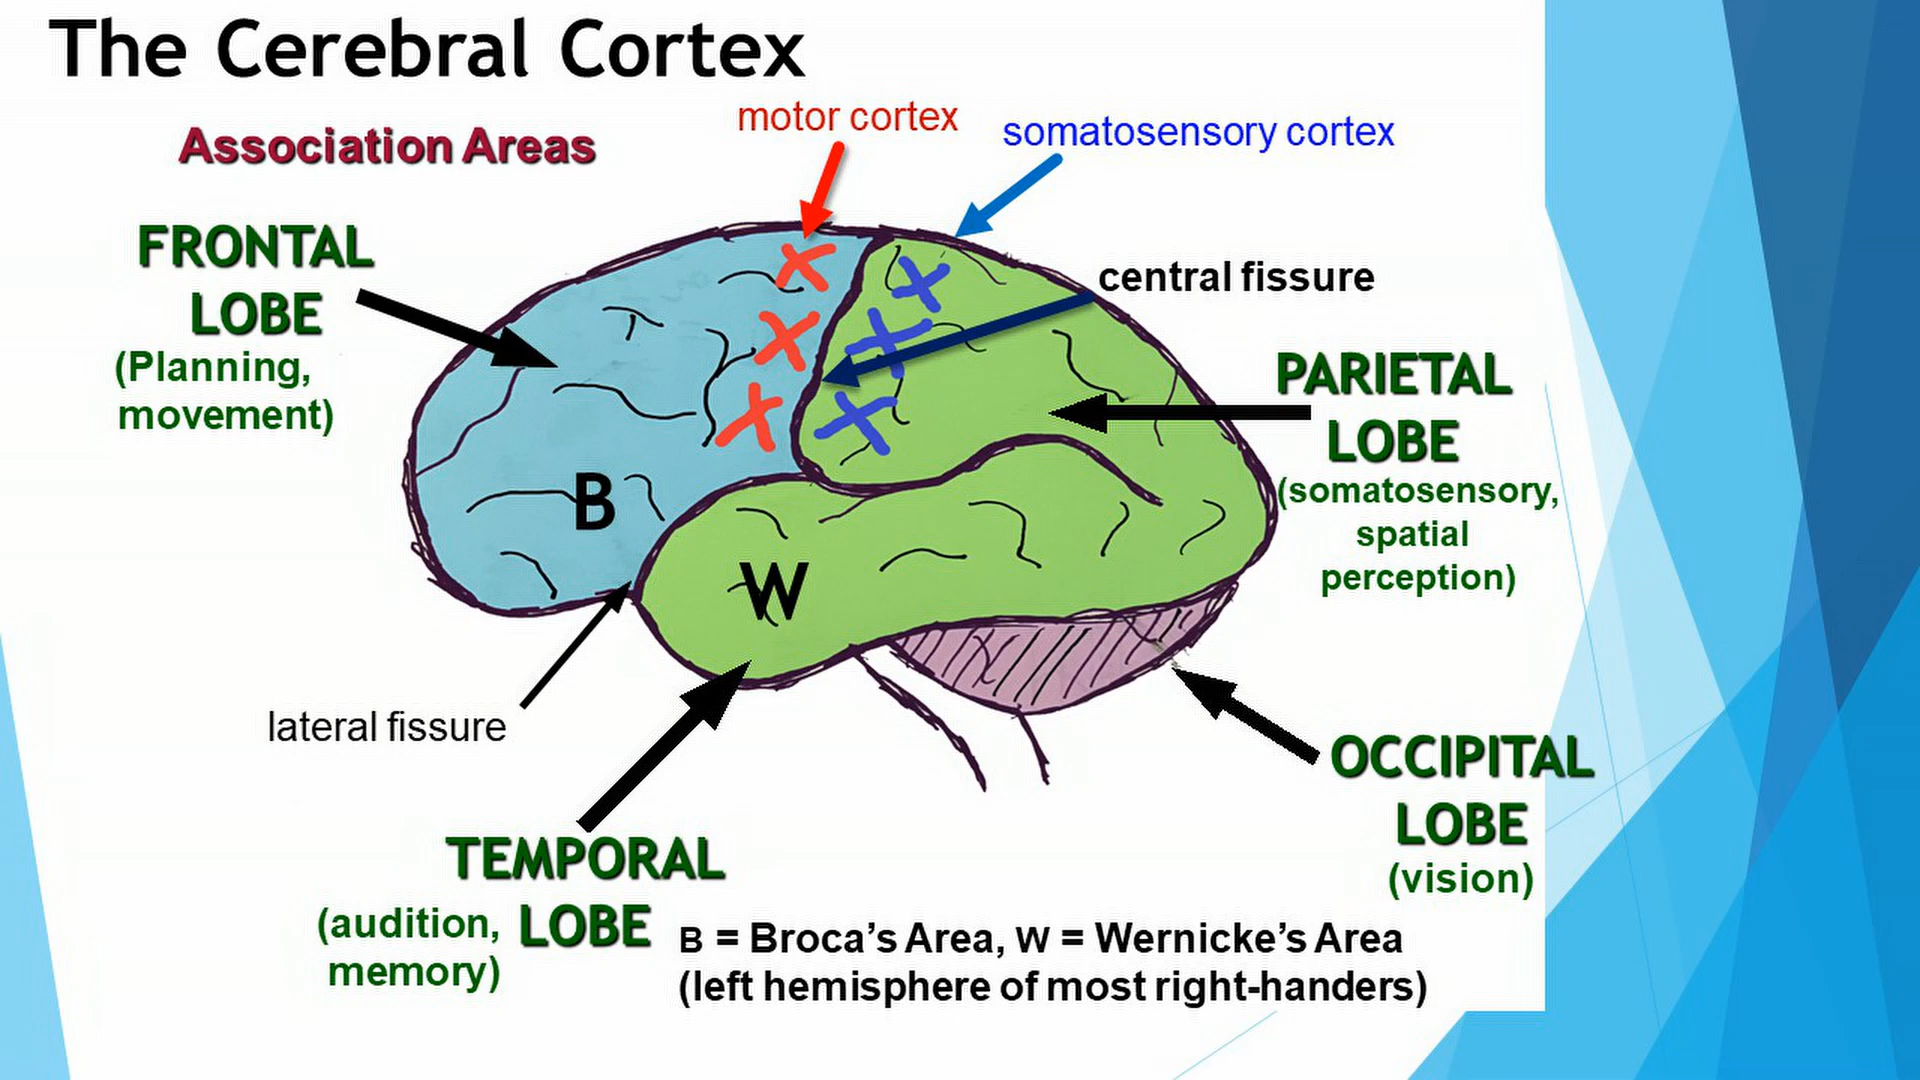 The Cerebral Cortex
Association Areas
motor cortex
somatosensory cortex
FRONTAL
LOBE
(Planning,
movement)
central fissure
PARIETAL
LOBE
(somatosensory,
spatial
perception)
B
W
lateral fissure
OCCIPITAL
LOBE
(vision)
TEMPORAL
LOBE
(audition,
memory)
B = Broca's Area, W = Wernicke's Area
(left hemisphere of most right-handers)